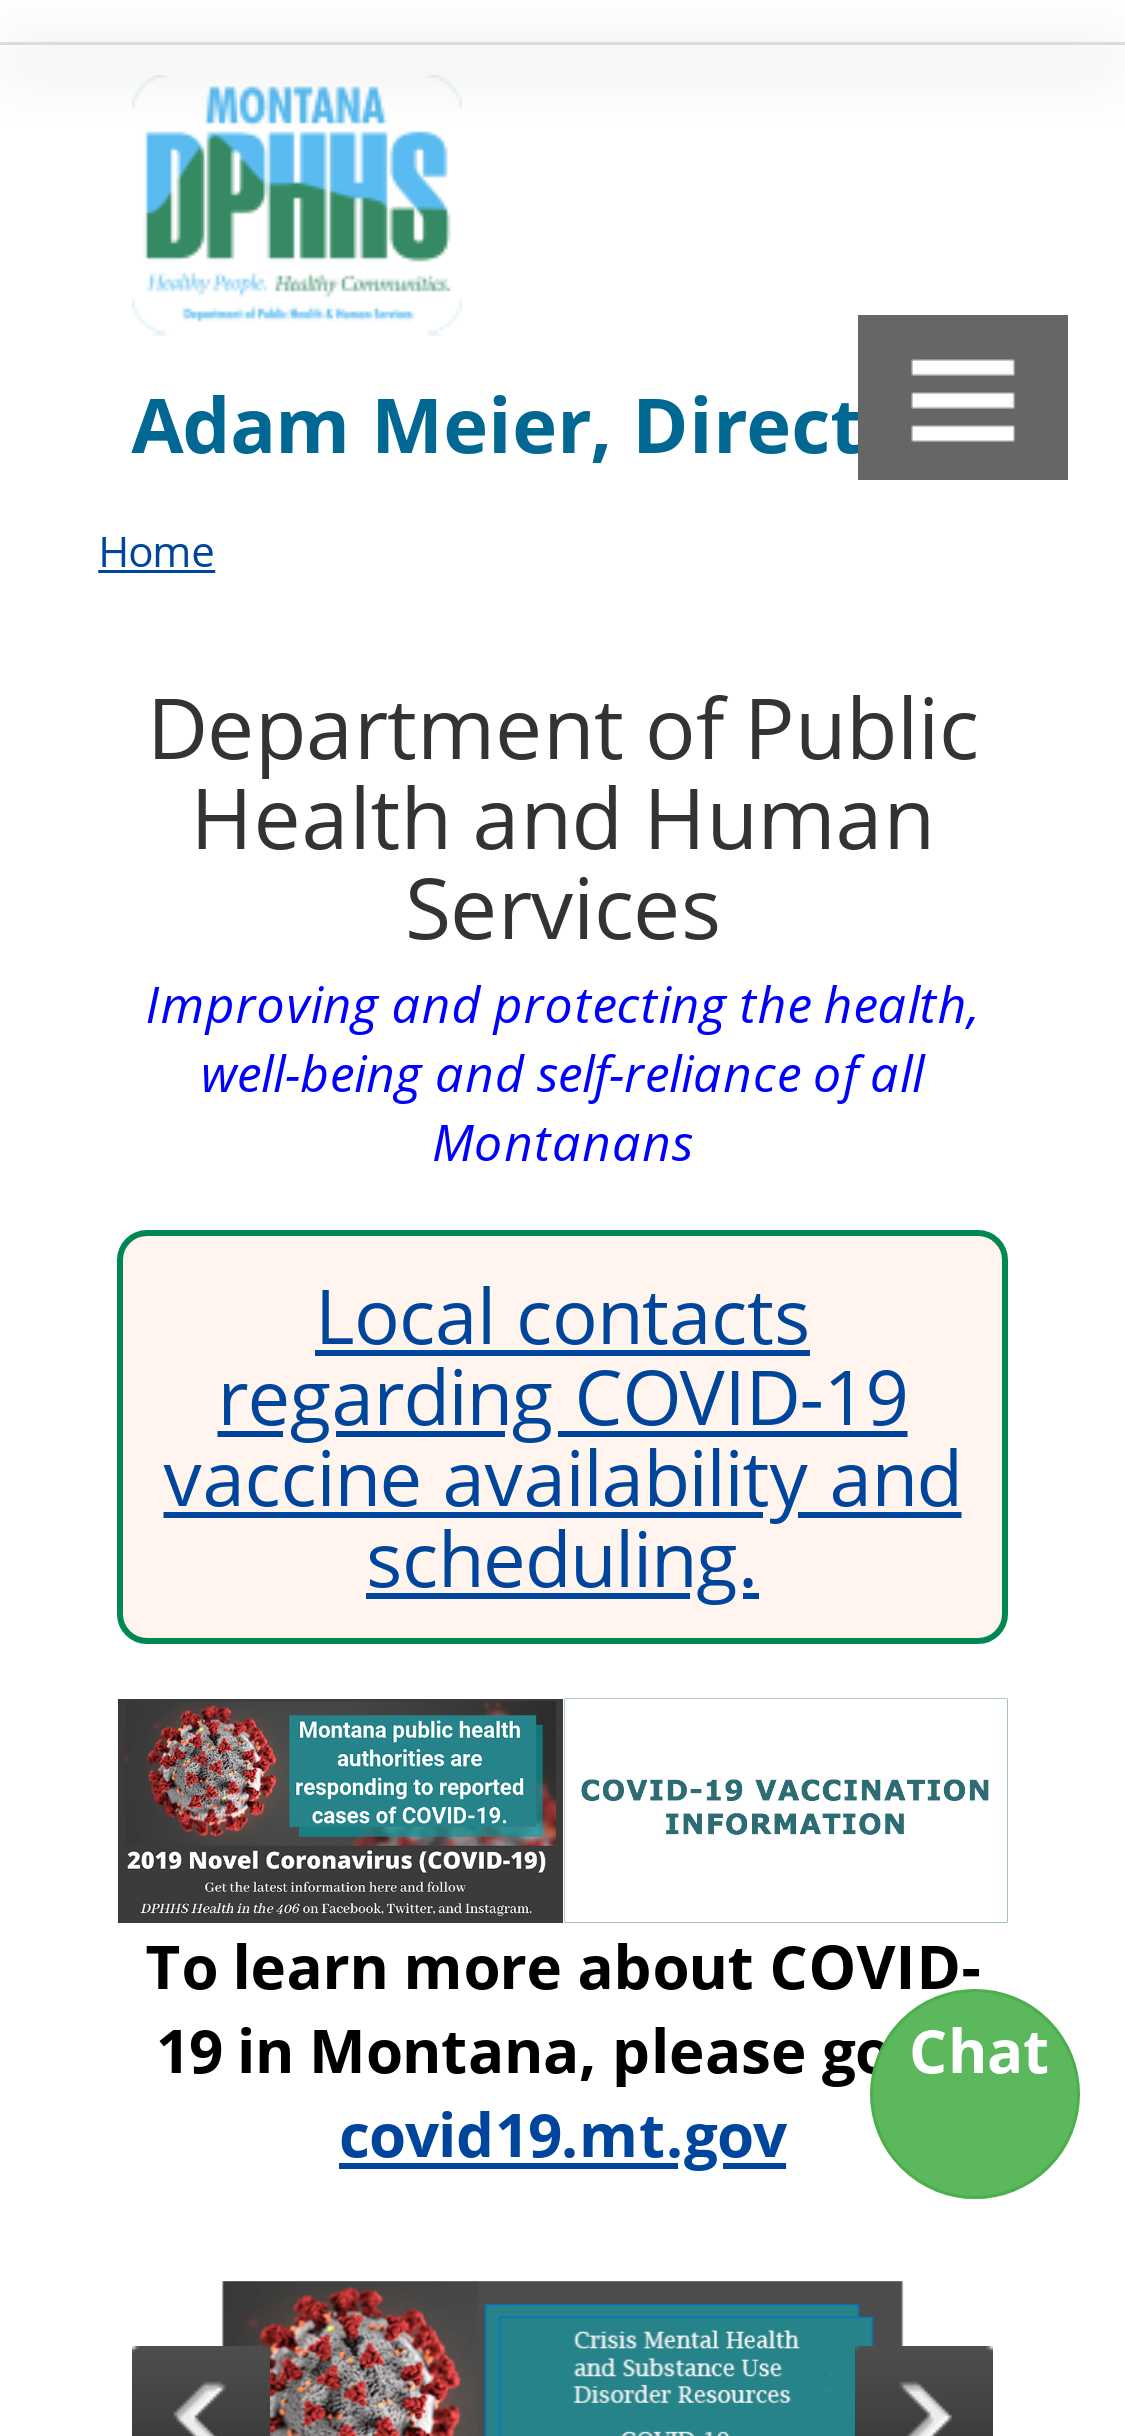 MONTANA
DPHHS
Healthy People. Healthy Communities.
Department of Public Health & Human Services
Adam Meier, Direct
Home
Department of Public
Health and Human
Services
Improving and protecting the health,
well-being and self-reliance of all
Montanans
Local contacts
regarding COVID-19
vaccine availability and
scheduling.
Montana public health
authorities are
responding to reported
cases of COVID-19.
2019 Novel Coronavirus (COVID-19)
Get the latest information here and follow
DPHHS Health in the 406 on Facebook, Twitter, and Instagram.
COVID-19 VACCINATION
INFORMATION
To learn more about COVID-
19 in Montana, please go
Chat
covid19.mt.gov
Crisis Mental Health
and Substance Use
Disorder Resources
COVID-19